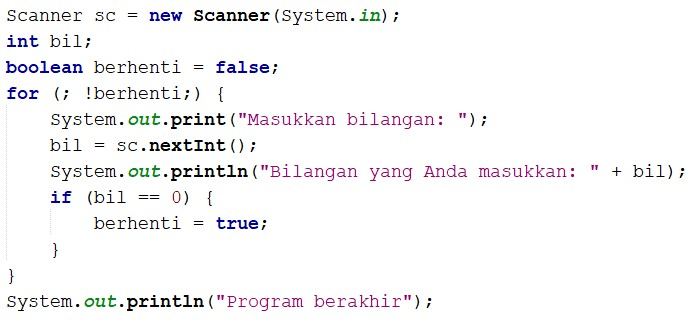 Scanner sc = new Scanner(System.in);
int bil;
boolean berhenti = false;
for (; !berhenti;) {
    System.out.print("Masukkan bilangan: ");
    bil = sc.nextInt();
    System.out.println("Bilangan yang Anda masukkan: " + bil);
    if (bil == 0) {
        berhenti = true;
    }
}
System.out.println("Program berakhir");